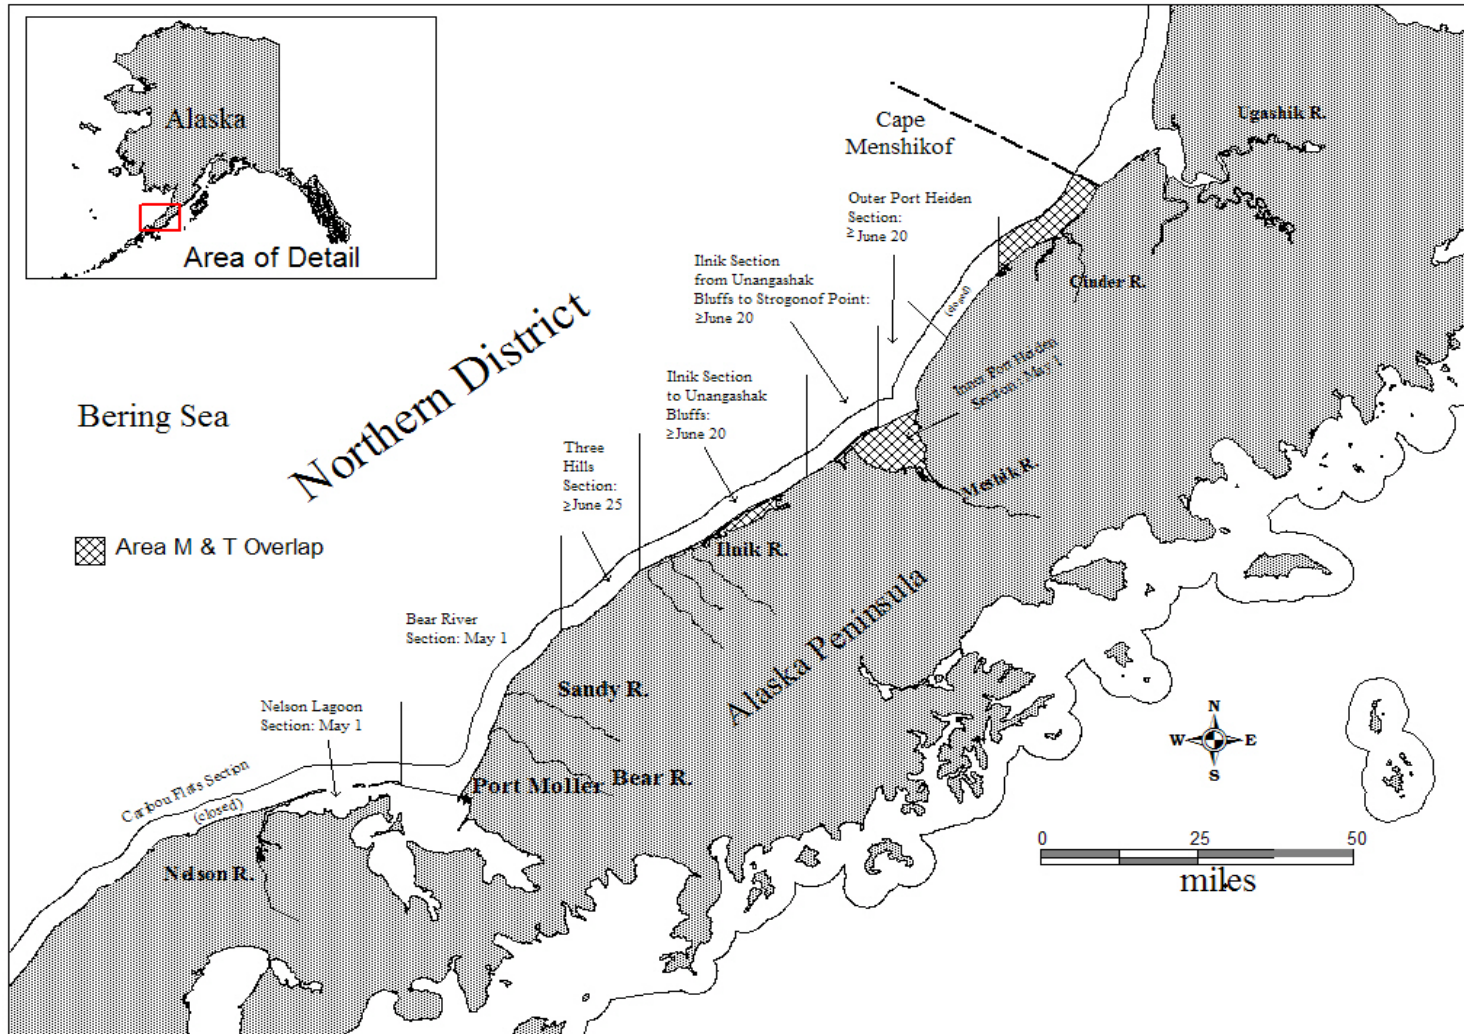 Alaska
Area of Detail
Ugashik R.
Cape
Menshikof
Outer Port Heiden
Section:
≥June 20
Ilnik Section
from Unangashak
Bluffs to Strogonof Point:
≥June 20
Cinder R.
(closed)
Inner Port Heiden
Section: May 1
Northern District
Bering Sea
Ilnik Section
to Unangashak
Bluffs:
≥June 20
Three
Hills
Section:
≥June 25
Meshik R.
Area M & T Overlap
Ilnik R.
Bear River
Section: May 1
Alaska Peninsula
Sandy R.
Nelson Lagoon
Section: May 1
N
W
E
S
Caribou Flats Section
(closed)
Port Moller
Bear R.
Nelson R.
0
25
50
miles